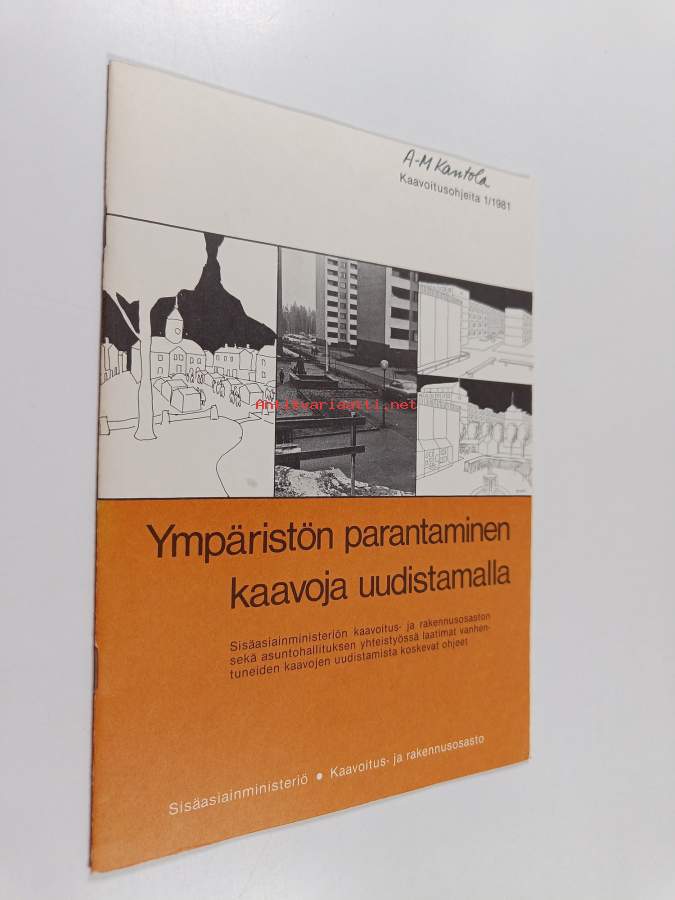 A-M Kantola
Kaavoitusohjeita 1/1981
Antikvariaatti.net
Ympäristön parantaminen
kaavoja uudistamalla
Sisäasiainministeriön kaavoitus- ja rakennusosaston
sekä asuntohallituksen yhteistyössä laatimat vanhen-
tuneiden kaavojen uudistamista koskevat ohjeet
Sisäasiainministeriö • Kaavoitus- ja rakennusosasto